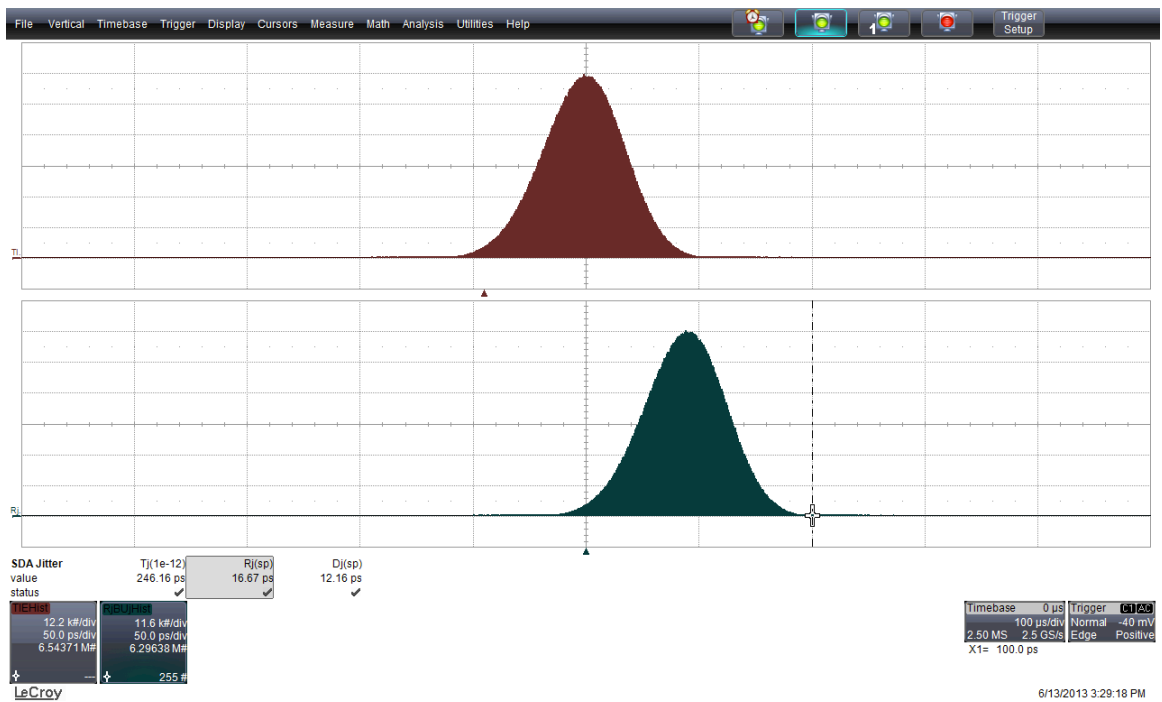 File Vertical Timebase Trigger Display Cursors Measure Math Analysis Utilities Help
1
Trigger
Setup
TI
Rj
SDA Jitter Tj(1e-12) Rj(sp) Dj(sp)
value 246.16 ps 16.67 ps 12.16 ps
status
TIEHist RjBUjHist
12.2 k#/div 11.6 k#/div
50.0 ps/div 50.0 ps/div
6.54371 M# 6.29638 M#
--- 255 #
Timebase 0 µs Trigger C1 AC
100 µs/div Normal -40 mV
2.50 MS 2.5 GS/s Edge Positive
X1= 100.0 ps
LeCroy
6/13/2013 3:29:18 PM